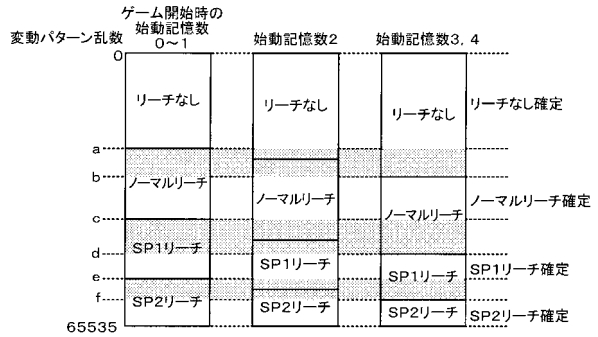 ゲーム開始時の
始動記憶数
0～1
変動パターン乱数
始動記憶数2
始動記憶数3, 4
0
リーチなし
リーチなし
リーチなし
リーチなし確定
a
b
ノーマルリーチ
ノーマルリーチ
ノーマルリーチ
ノーマルリーチ確定
c
SP1リーチ
d
SP1リーチ
SP1リーチ
SP1リーチ確定
e
SP2リーチ
f
SP2リーチ
SP2リーチ
SP2リーチ確定
65535